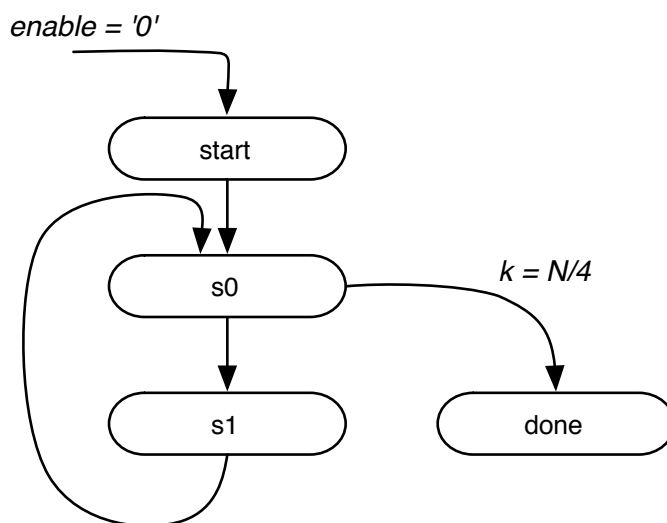 enable = '0'
start
s0
k = N/4
s1
done